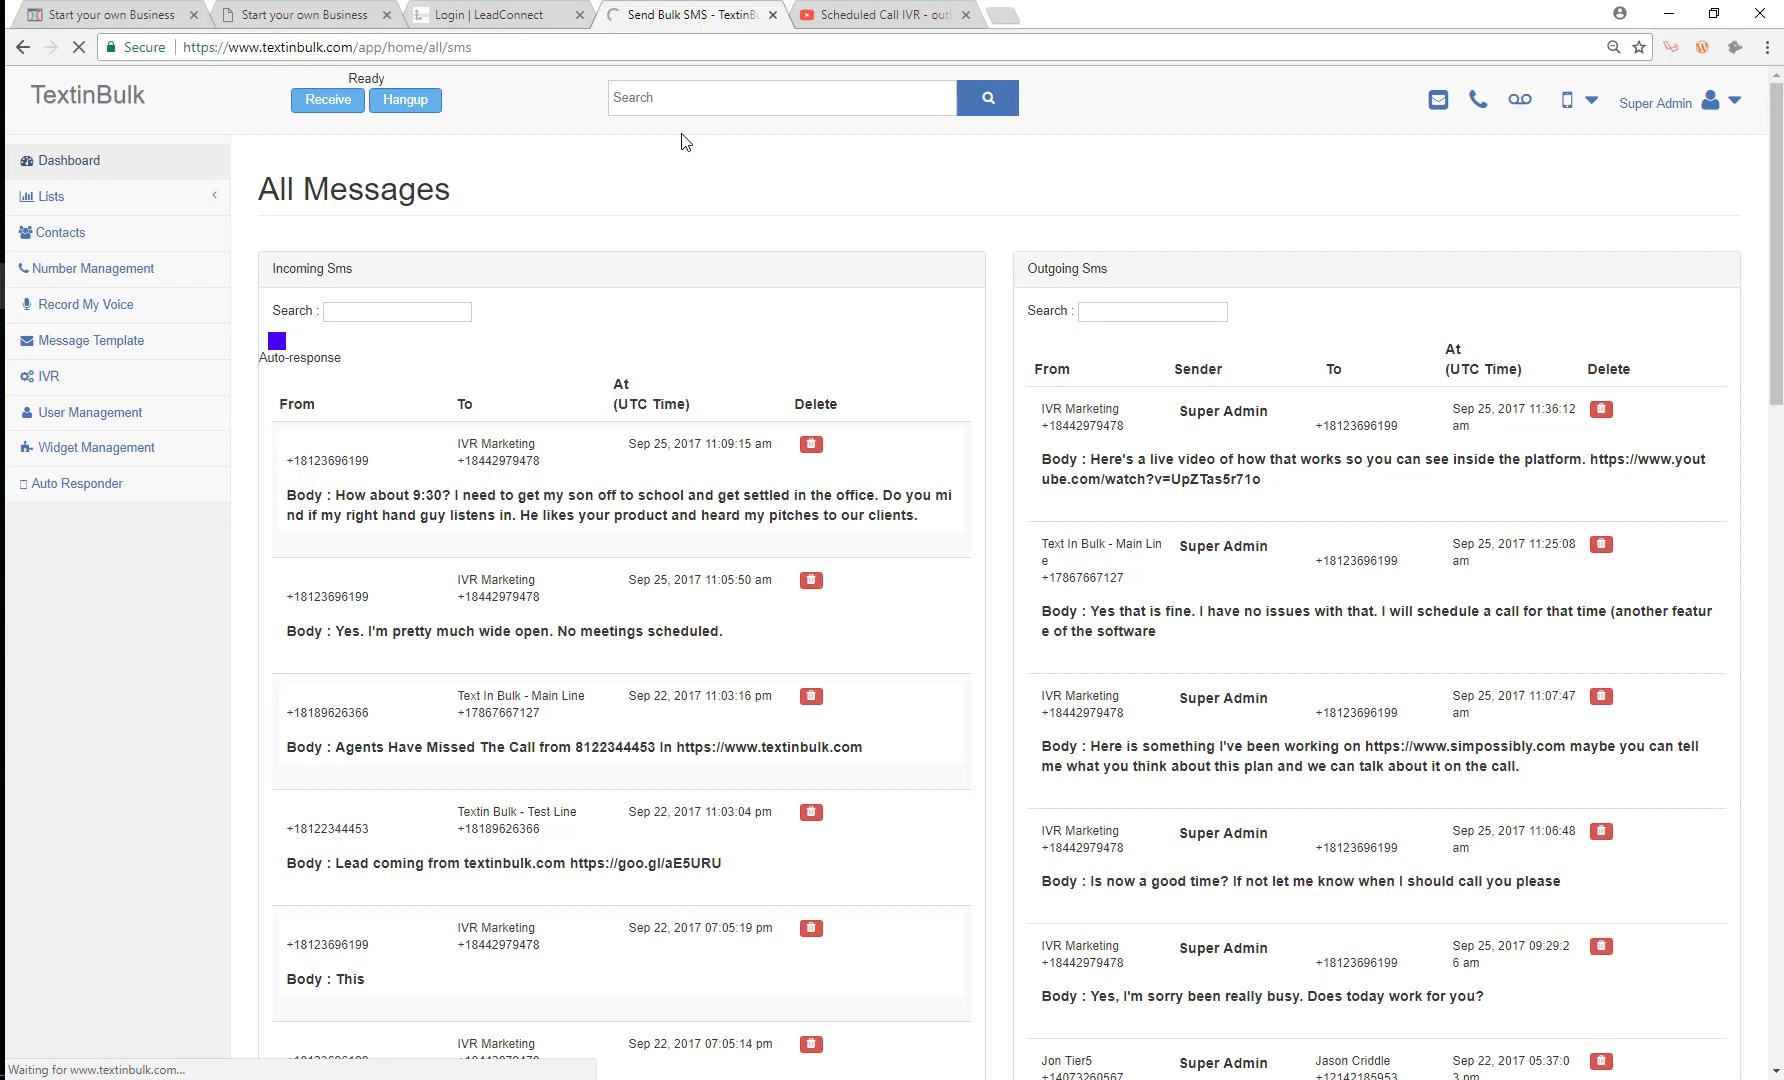 Start your own Business
Start your own Business
Login | LeadConnect
Send Bulk SMS - TextinBu
Scheduled Call IVR - out
Secure
https://www.textinbulk.com/app/home/all/sms
TextinBulk
Ready
Receive
Hangup
Search
Super Admin
Dashboard
Lists
Contacts
Number Management
Record My Voice
Message Template
IVR
User Management
Widget Management
Auto Responder
All Messages
Incoming Sms
Search :
Auto-response
From To At (UTC Time) Delete
IVR Marketing Sep 25, 2017 11:09:15 am
+18123696199 +18442979478
Body : How about 9:30? I need to get my son off to school and get settled in the office. Do you mi
nd if my right hand guy listens in. He likes your product and heard my pitches to our clients.
IVR Marketing Sep 25, 2017 11:05:50 am
+18123696199 +18442979478
Body : Yes. I'm pretty much wide open. No meetings scheduled.
Text In Bulk - Main Line Sep 22, 2017 11:03:16 pm
+18189626366 +17867667127
Body : Agents Have Missed The Call from 8122344453 In https://www.textinbulk.com
Textin Bulk - Test Line Sep 22, 2017 11:03:04 pm
+18122344453 +18189626366
Body : Lead coming from textinbulk.com https://goo.gl/aE5URU
IVR Marketing Sep 22, 2017 07:05:19 pm
+18123696199 +18442979478
Body : This
IVR Marketing Sep 22, 2017 07:05:14 pm
+18123696199 +18442979478
Outgoing Sms
Search :
From Sender To At (UTC Time) Delete
IVR Marketing Super Admin Sep 25, 2017 11:36:12
+18442979478 +18123696199 am
Body : Here's a live video of how that works so you can see inside the platform. https://www.yout
ube.com/watch?v=UpZTas5r71o
Text In Bulk - Main Lin Super Admin Sep 25, 2017 11:25:08
e +18123696199 am
+17867667127
Body : Yes that is fine. I have no issues with that. I will schedule a call for that time (another featur
e of the software
IVR Marketing Super Admin Sep 25, 2017 11:07:47
+18442979478 +18123696199 am
Body : Here is something I've been working on https://www.simpossibly.com maybe you can tell
me what you think about this plan and we can talk about it on the call.
IVR Marketing Super Admin Sep 25, 2017 11:06:48
+18442979478 +18123696199 am
Body : Is now a good time? If not let me know when I should call you please
IVR Marketing Super Admin Sep 25, 2017 09:29:2
+18442979478 +18123696199 6 am
Body : Yes, I'm sorry been really busy. Does today work for you?
Jon Tier5 Super Admin Jason Criddle Sep 22, 2017 05:37:0
+14073260567 +12142185953 3 pm
Waiting for www.textinbulk.com...